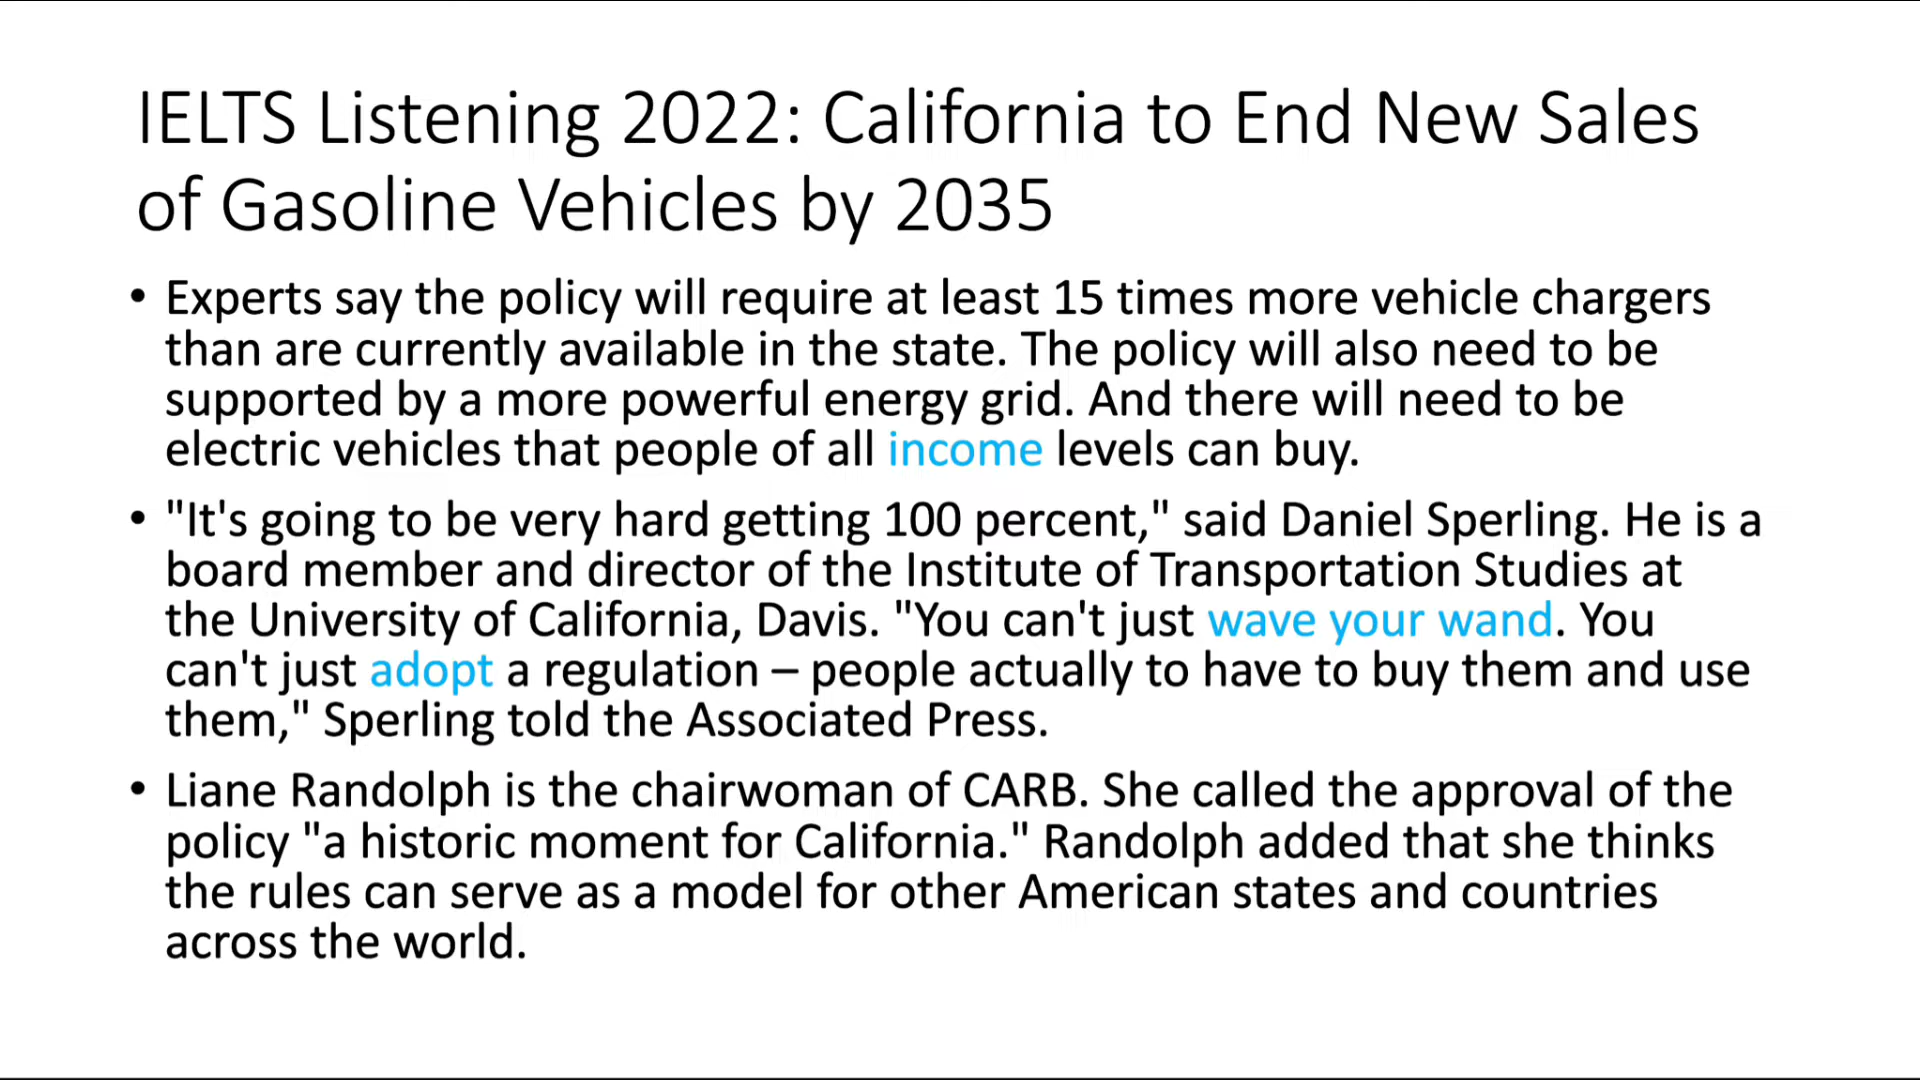 IELTS Listening 2022: California to End New Sales
of Gasoline Vehicles by 2035
• Experts say the policy will require at least 15 times more vehicle chargers
than are currently available in the state. The policy will also need to be
supported by a more powerful energy grid. And there will need to be
electric vehicles that people of all income levels can buy.
• "It's going to be very hard getting 100 percent," said Daniel Sperling. He is a
board member and director of the Institute of Transportation Studies at
the University of California, Davis. "You can't just wave your wand. You
can't just adopt a regulation – people actually to have to buy them and use
them," Sperling told the Associated Press.
• Liane Randolph is the chairwoman of CARB. She called the approval of the
policy "a historic moment for California." Randolph added that she thinks
the rules can serve as a model for other American states and countries
across the world.